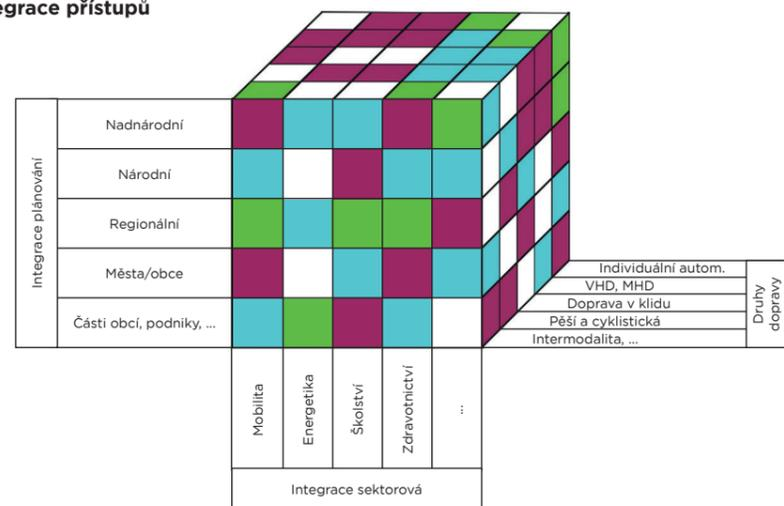 přístupů
Integrace plánování
Nadnárodní
Národní
Regionální
Města/obce
Části obcí, podniky, ...
Individuální autom.
VHD, MHD
Doprava v klidu
Pěší a cyklistická
Intermodalita, ...
Druhy
dopravy
Mobilita
Energetika
Školství
Zdravotnictví
...
Integrace sektorová